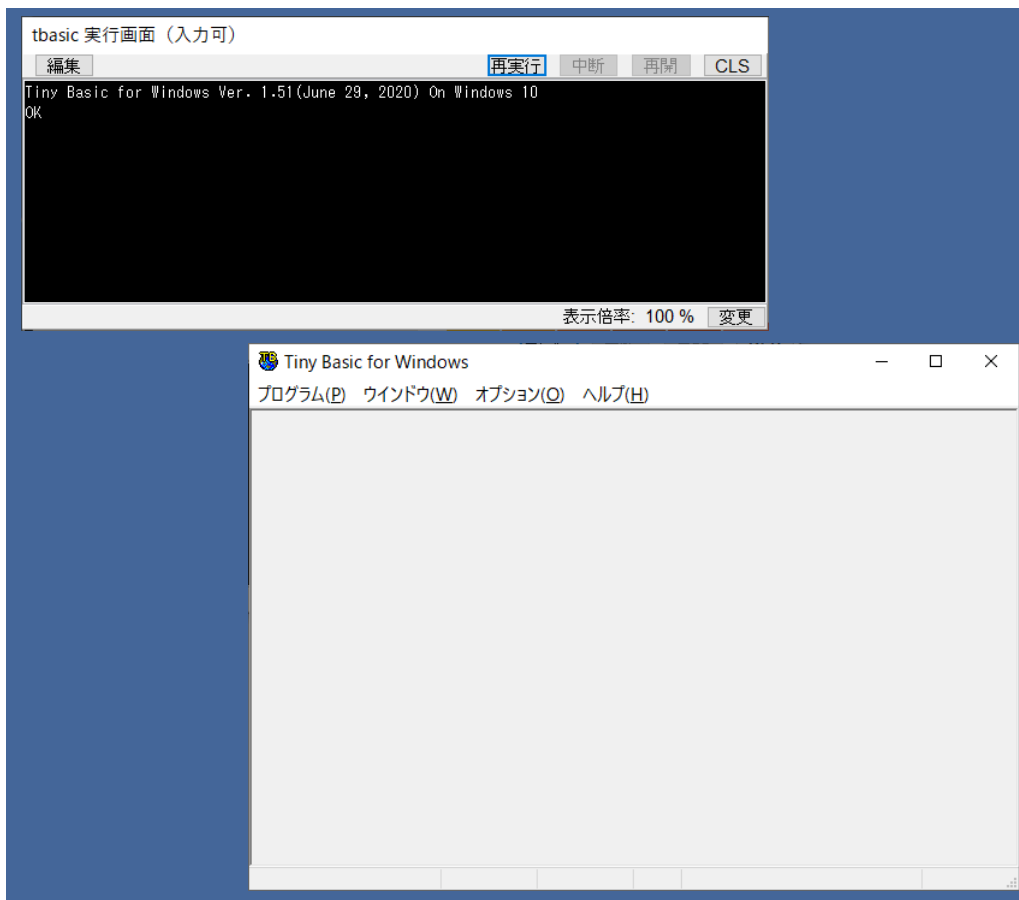 tbasic 実行画面（入力可）
編集 再実行 中断 再開 CLS
Tiny Basic for Windows Ver. 1.51(June 29, 2020) On Windows 10
OK
表示倍率: 100 % 変更
Tiny Basic for Windows
プログラム(P) ウインドウ(W) オプション(O) ヘルプ(H)